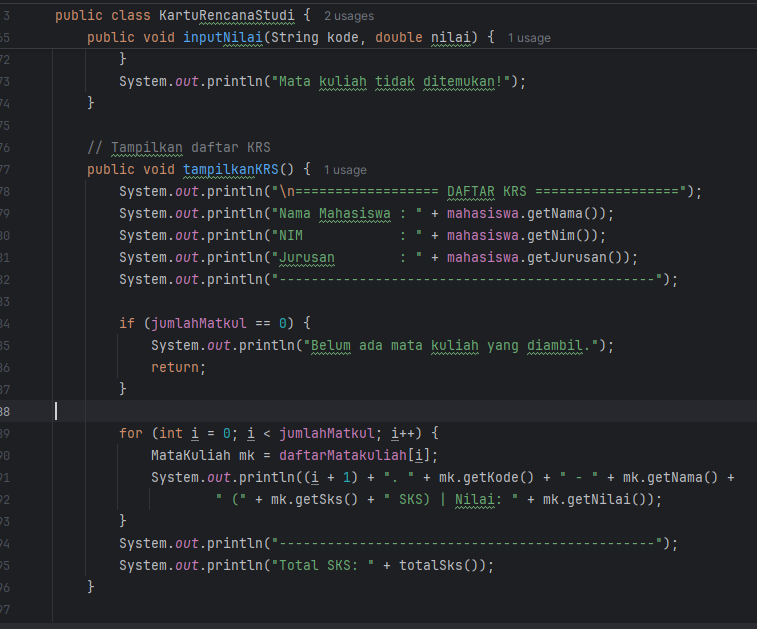 3 public class KartuRencanaStudi { 2 usages
65 public void inputNilai(String kode, double nilai) { 1 usage
72 }
73 System.out.println("Mata kuliah tidak ditemukan!");
74 }
75
76 // Tampilkan daftar KRS
77 public void tampilkanKRS() { 1 usage
78 System.out.println("\n================== DAFTAR KRS ==================");
79 System.out.println("Nama Mahasiswa : " + mahasiswa.getNama());
80 System.out.println("NIM            : " + mahasiswa.getNim());
81 System.out.println("Jurusan        : " + mahasiswa.getJurusan());
82 System.out.println("-----------------------------------------------");
83
84 if (jumlahMatkul == 0) {
85 System.out.println("Belum ada mata kuliah yang diambil.");
86 return;
87 }
88
89 for (int i = 0; i < jumlahMatkul; i++) {
90 MataKuliah mk = daftarMatakuliah[i];
91 System.out.println((i + 1) + ". " + mk.getKode() + " - " + mk.getNama() +
92 " (" + mk.getSks() + " SKS) | Nilai: " + mk.getNilai());
93 }
94 System.out.println("-----------------------------------------------");
95 System.out.println("Total SKS: " + totalSks());
96 }
97